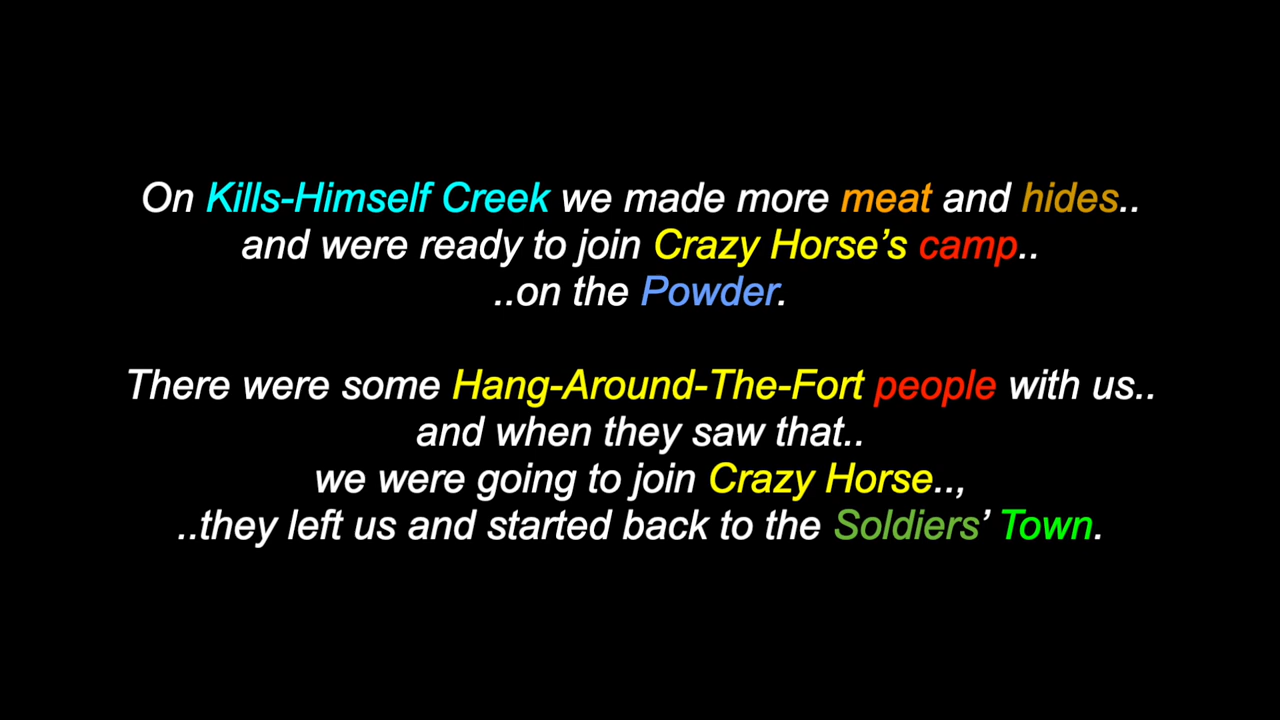 On Kills-Himself Creek we made more meat and hides..
and were ready to join Crazy Horse’s camp..
..on the Powder.
There were some Hang-Around-The-Fort people with us..
and when they saw that..
we were going to join Crazy Horse..,
..they left us and started back to the Soldiers’ Town.